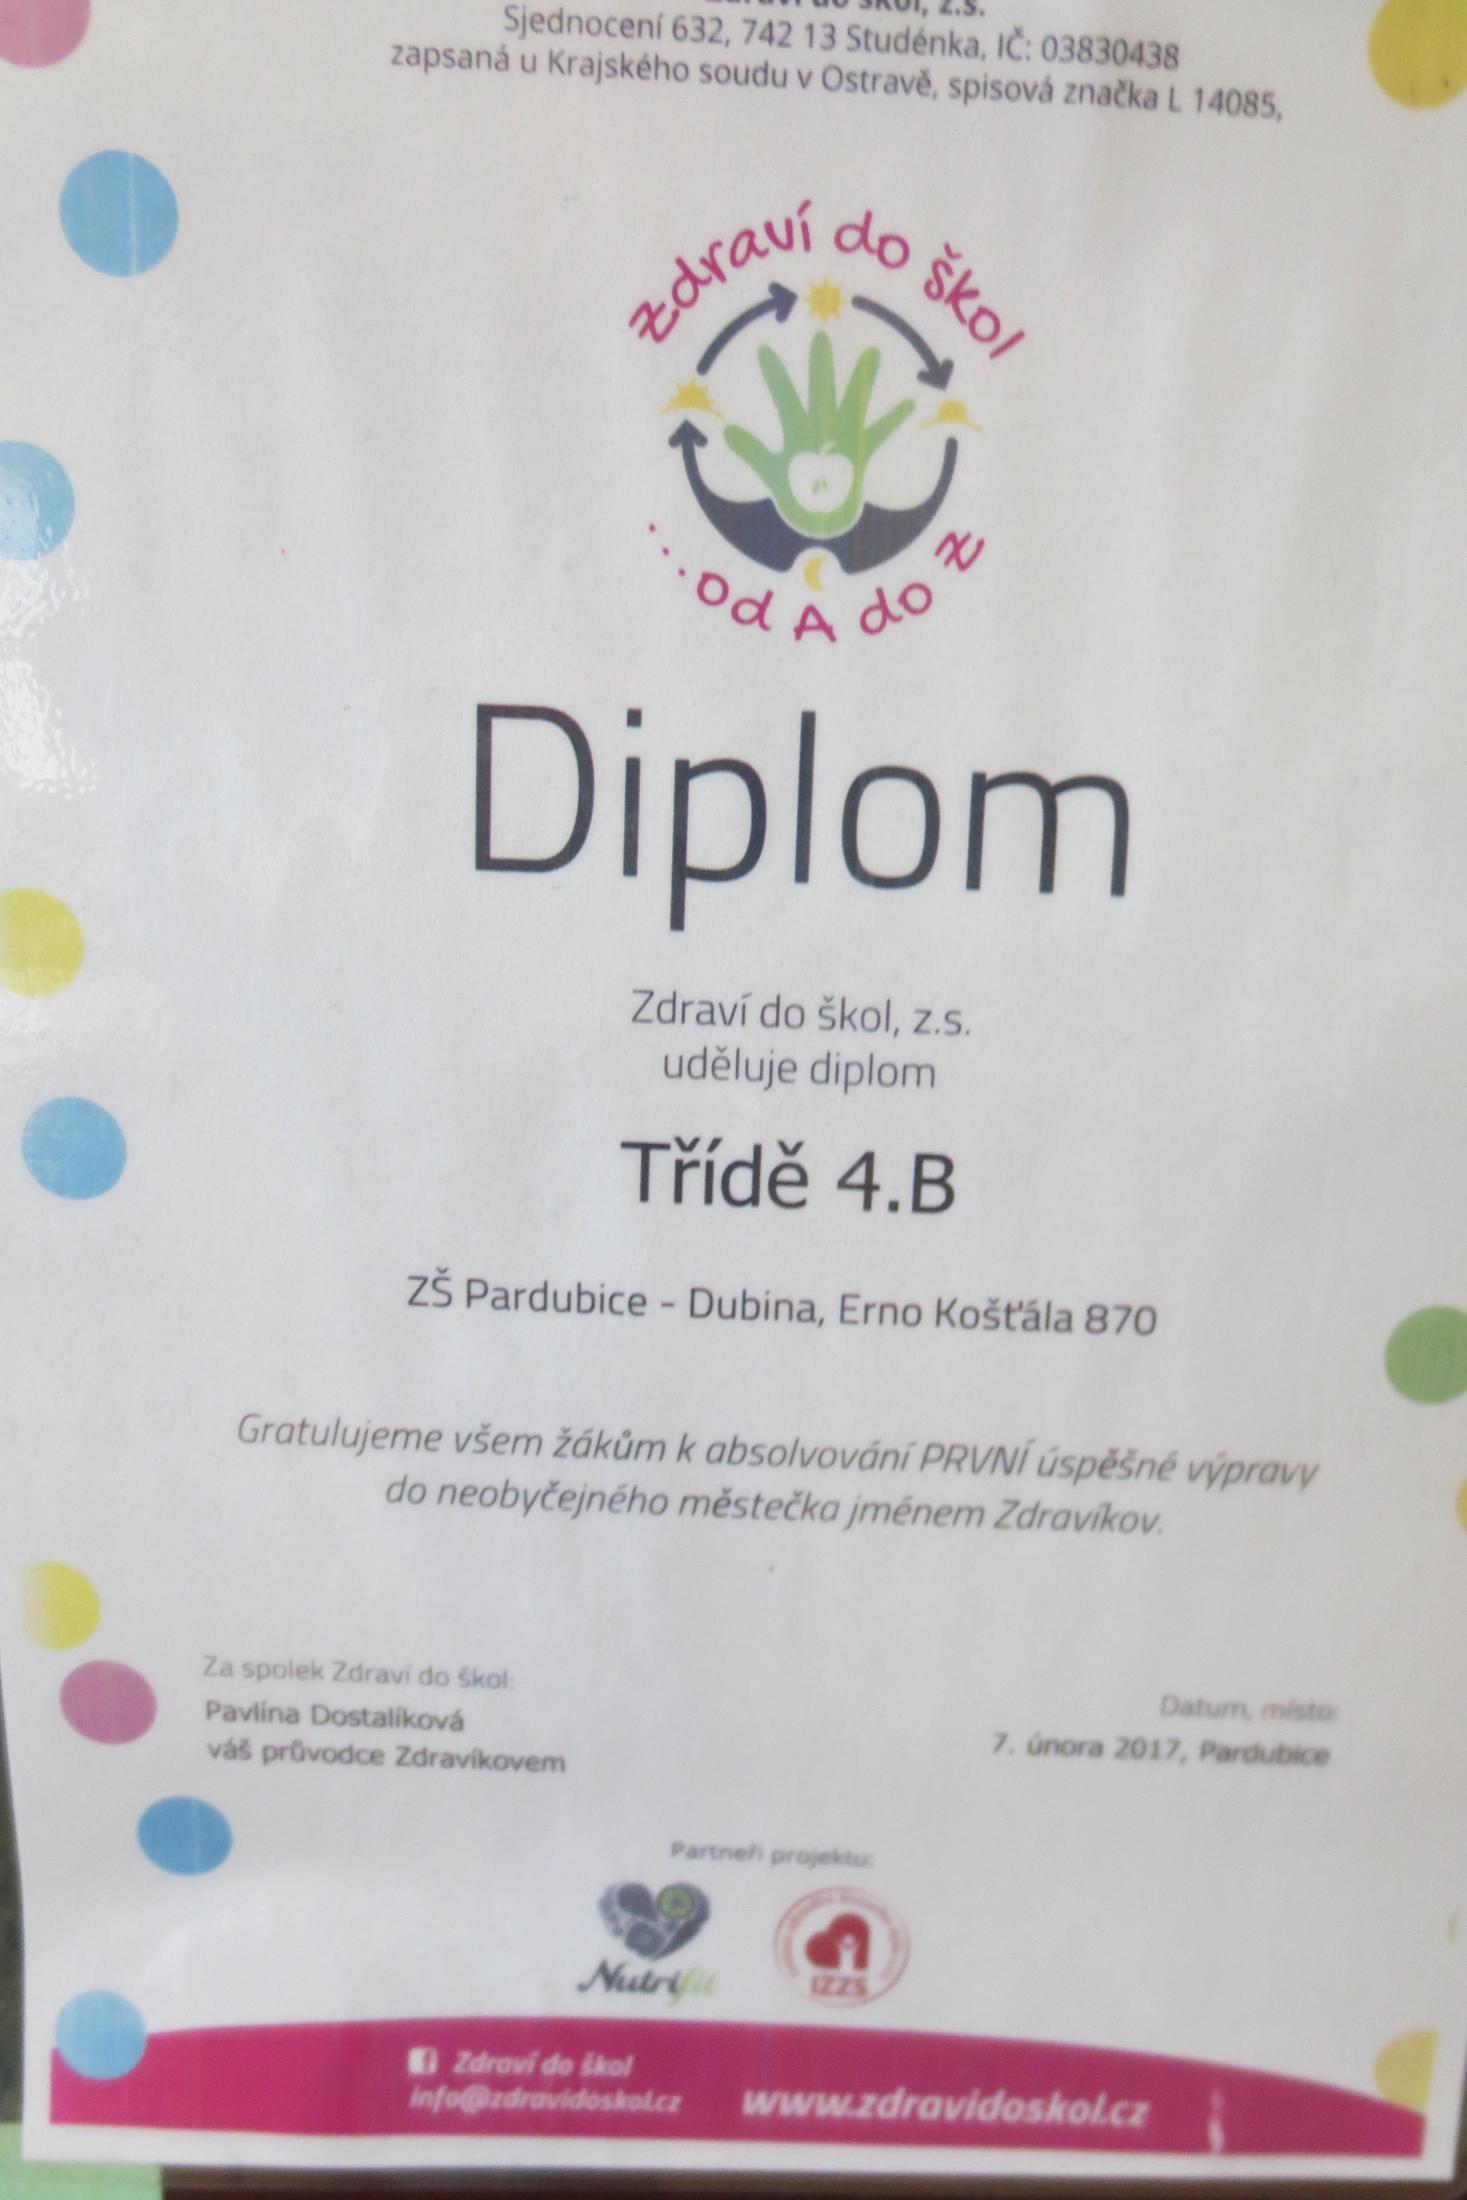 Zdraví do škol, z.s.
Sjednocení 632, 742 13 Studénka, IČ: 03830438
zapsaná u Krajského soudu v Ostravě, spisová značka L 14085,
zdraví do škol
...od A do z
Diplom
Zdraví do škol, z.s.
uděluje diplom
Třídě 4.B
ZŠ Pardubice - Dubina, Erno Košťála 870
Gratulujeme všem žákům k absolvování PRVNÍ úspěšné výpravy
do neobyčejného městečka jménem Zdravíkov.
Za spolek Zdraví do škol:
Pavlína Dostalíková
váš průvodce Zdravíkovem
Datum, místo:
7. února 2017, Pardubice
Partneři projektu:
Nutrifit
IZZS
Zdraví do škol
info@zdravidoskol.cz
www.zdravidoskol.cz